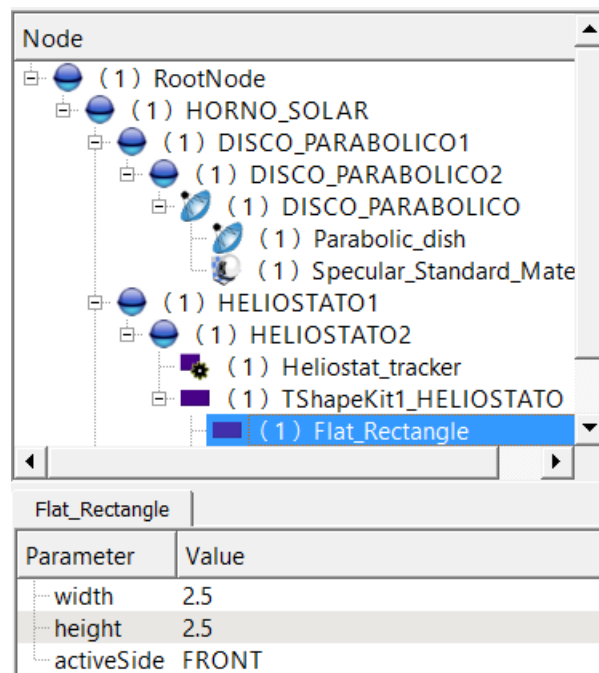 Node
(1) RootNode
(1) HORNO_SOLAR
(1) DISCO_PARABOLICO1
(1) DISCO_PARABOLICO2
(1) DISCO_PARABOLICO
(1) Parabolic_dish
(1) Specular_Standard_Mate
(1) HELIOSTATO1
(1) HELIOSTATO2
(1) Heliostat_tracker
(1) TShapeKit1_HELIOSTATO
(1) Flat_Rectangle
Flat_Rectangle
Parameter Value
width 2.5
height 2.5
activeSide FRONT